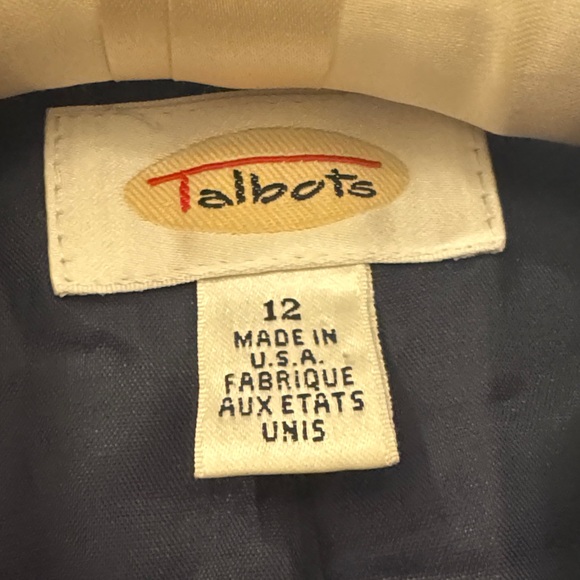 Talbots
12
MADE IN
U.S.A.
FABRIQUE
AUX ETATS
UNIS